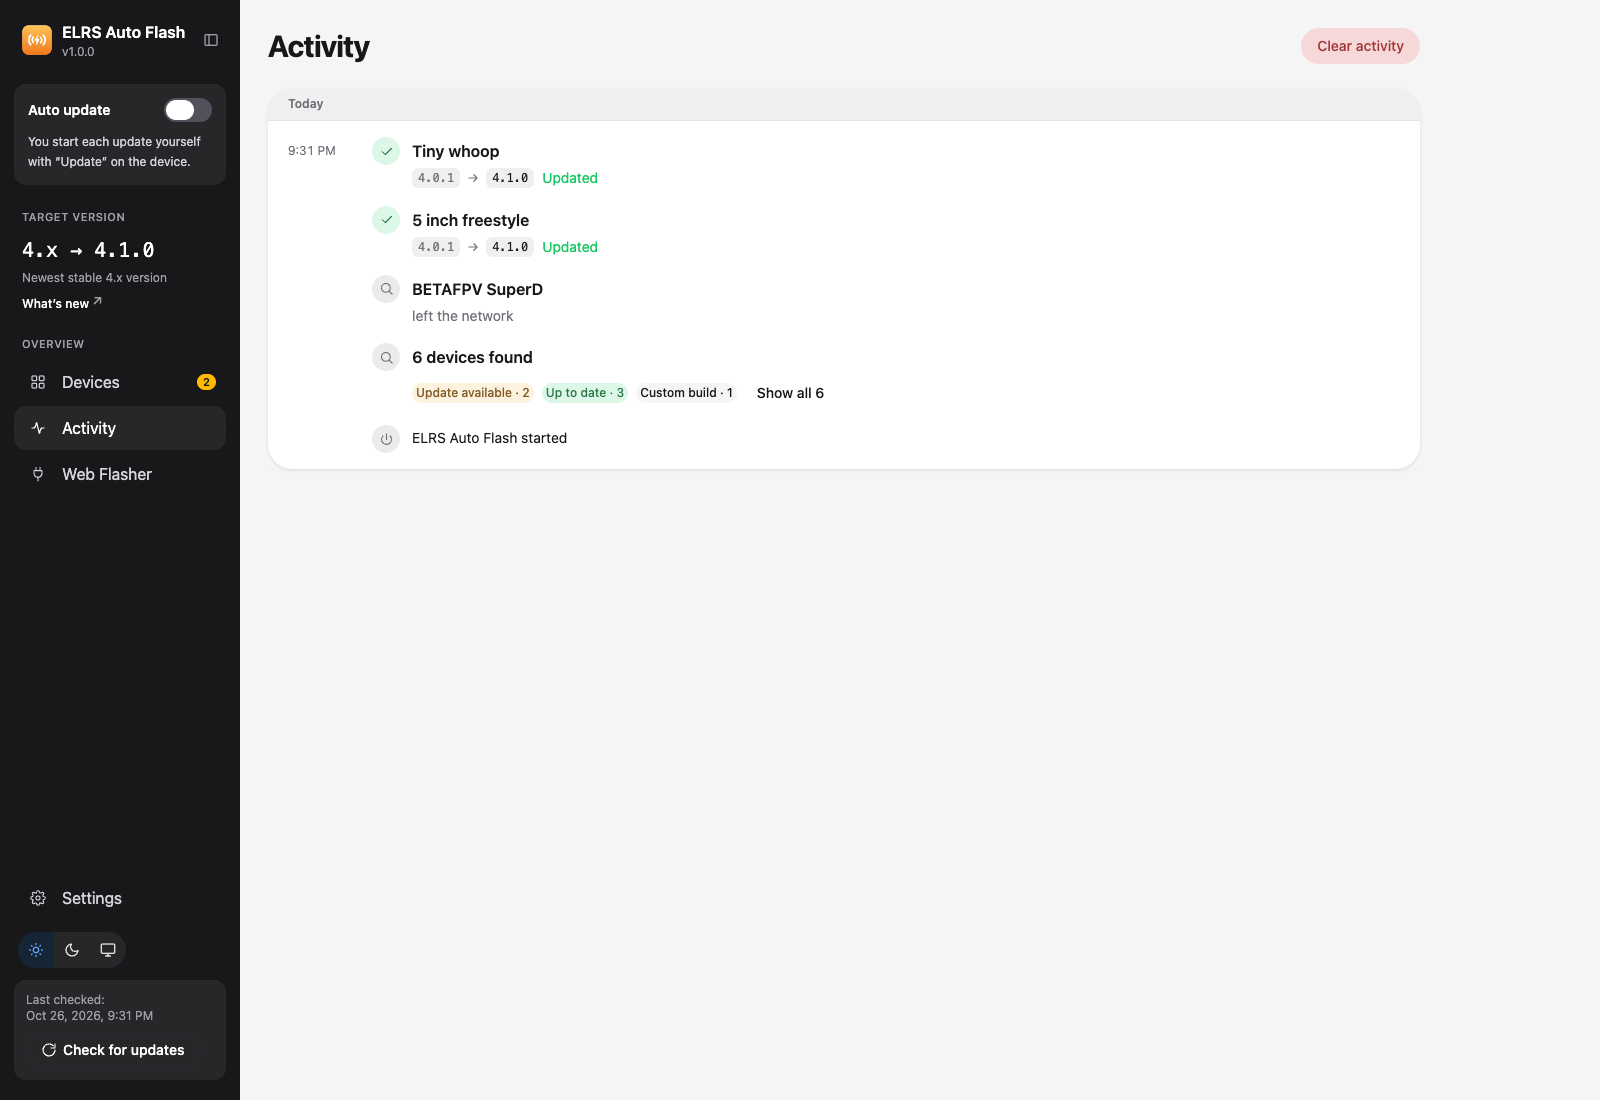 ELRS Auto Flash
v1.0.0
Auto update
You start each update yourself
with "Update" on the device.
TARGET VERSION
4.x → 4.1.0
Newest stable 4.x version
What's new ↗
OVERVIEW
Devices 2
Activity
Web Flasher
Settings
Last checked:
Oct 26, 2026, 9:31 PM
Check for updates
Activity
Clear activity
Today
9:31 PM
Tiny whoop
4.0.1 → 4.1.0 Updated
5 inch freestyle
4.0.1 → 4.1.0 Updated
BETAFPV SuperD
left the network
6 devices found
Update available · 2 Up to date · 3 Custom build · 1 Show all 6
ELRS Auto Flash started